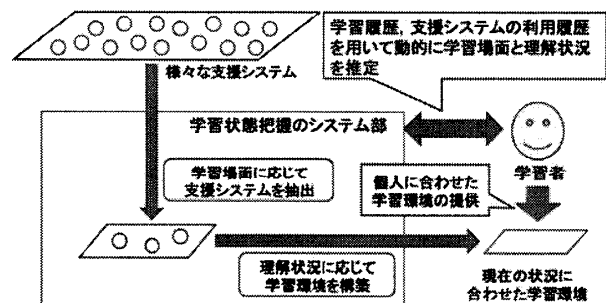 学習履歴，支援システムの利用履歴
を用いて動的に学習場面と理解状況
を推定
様々な支援システム
学習状態把握のシステム部
学習者
学習場面に応じて
支援システムを抽出
個人に合わせた
学習環境の提供
理解状況に応じて
学習環境を構築
現在の状況に
合わせた学習環境